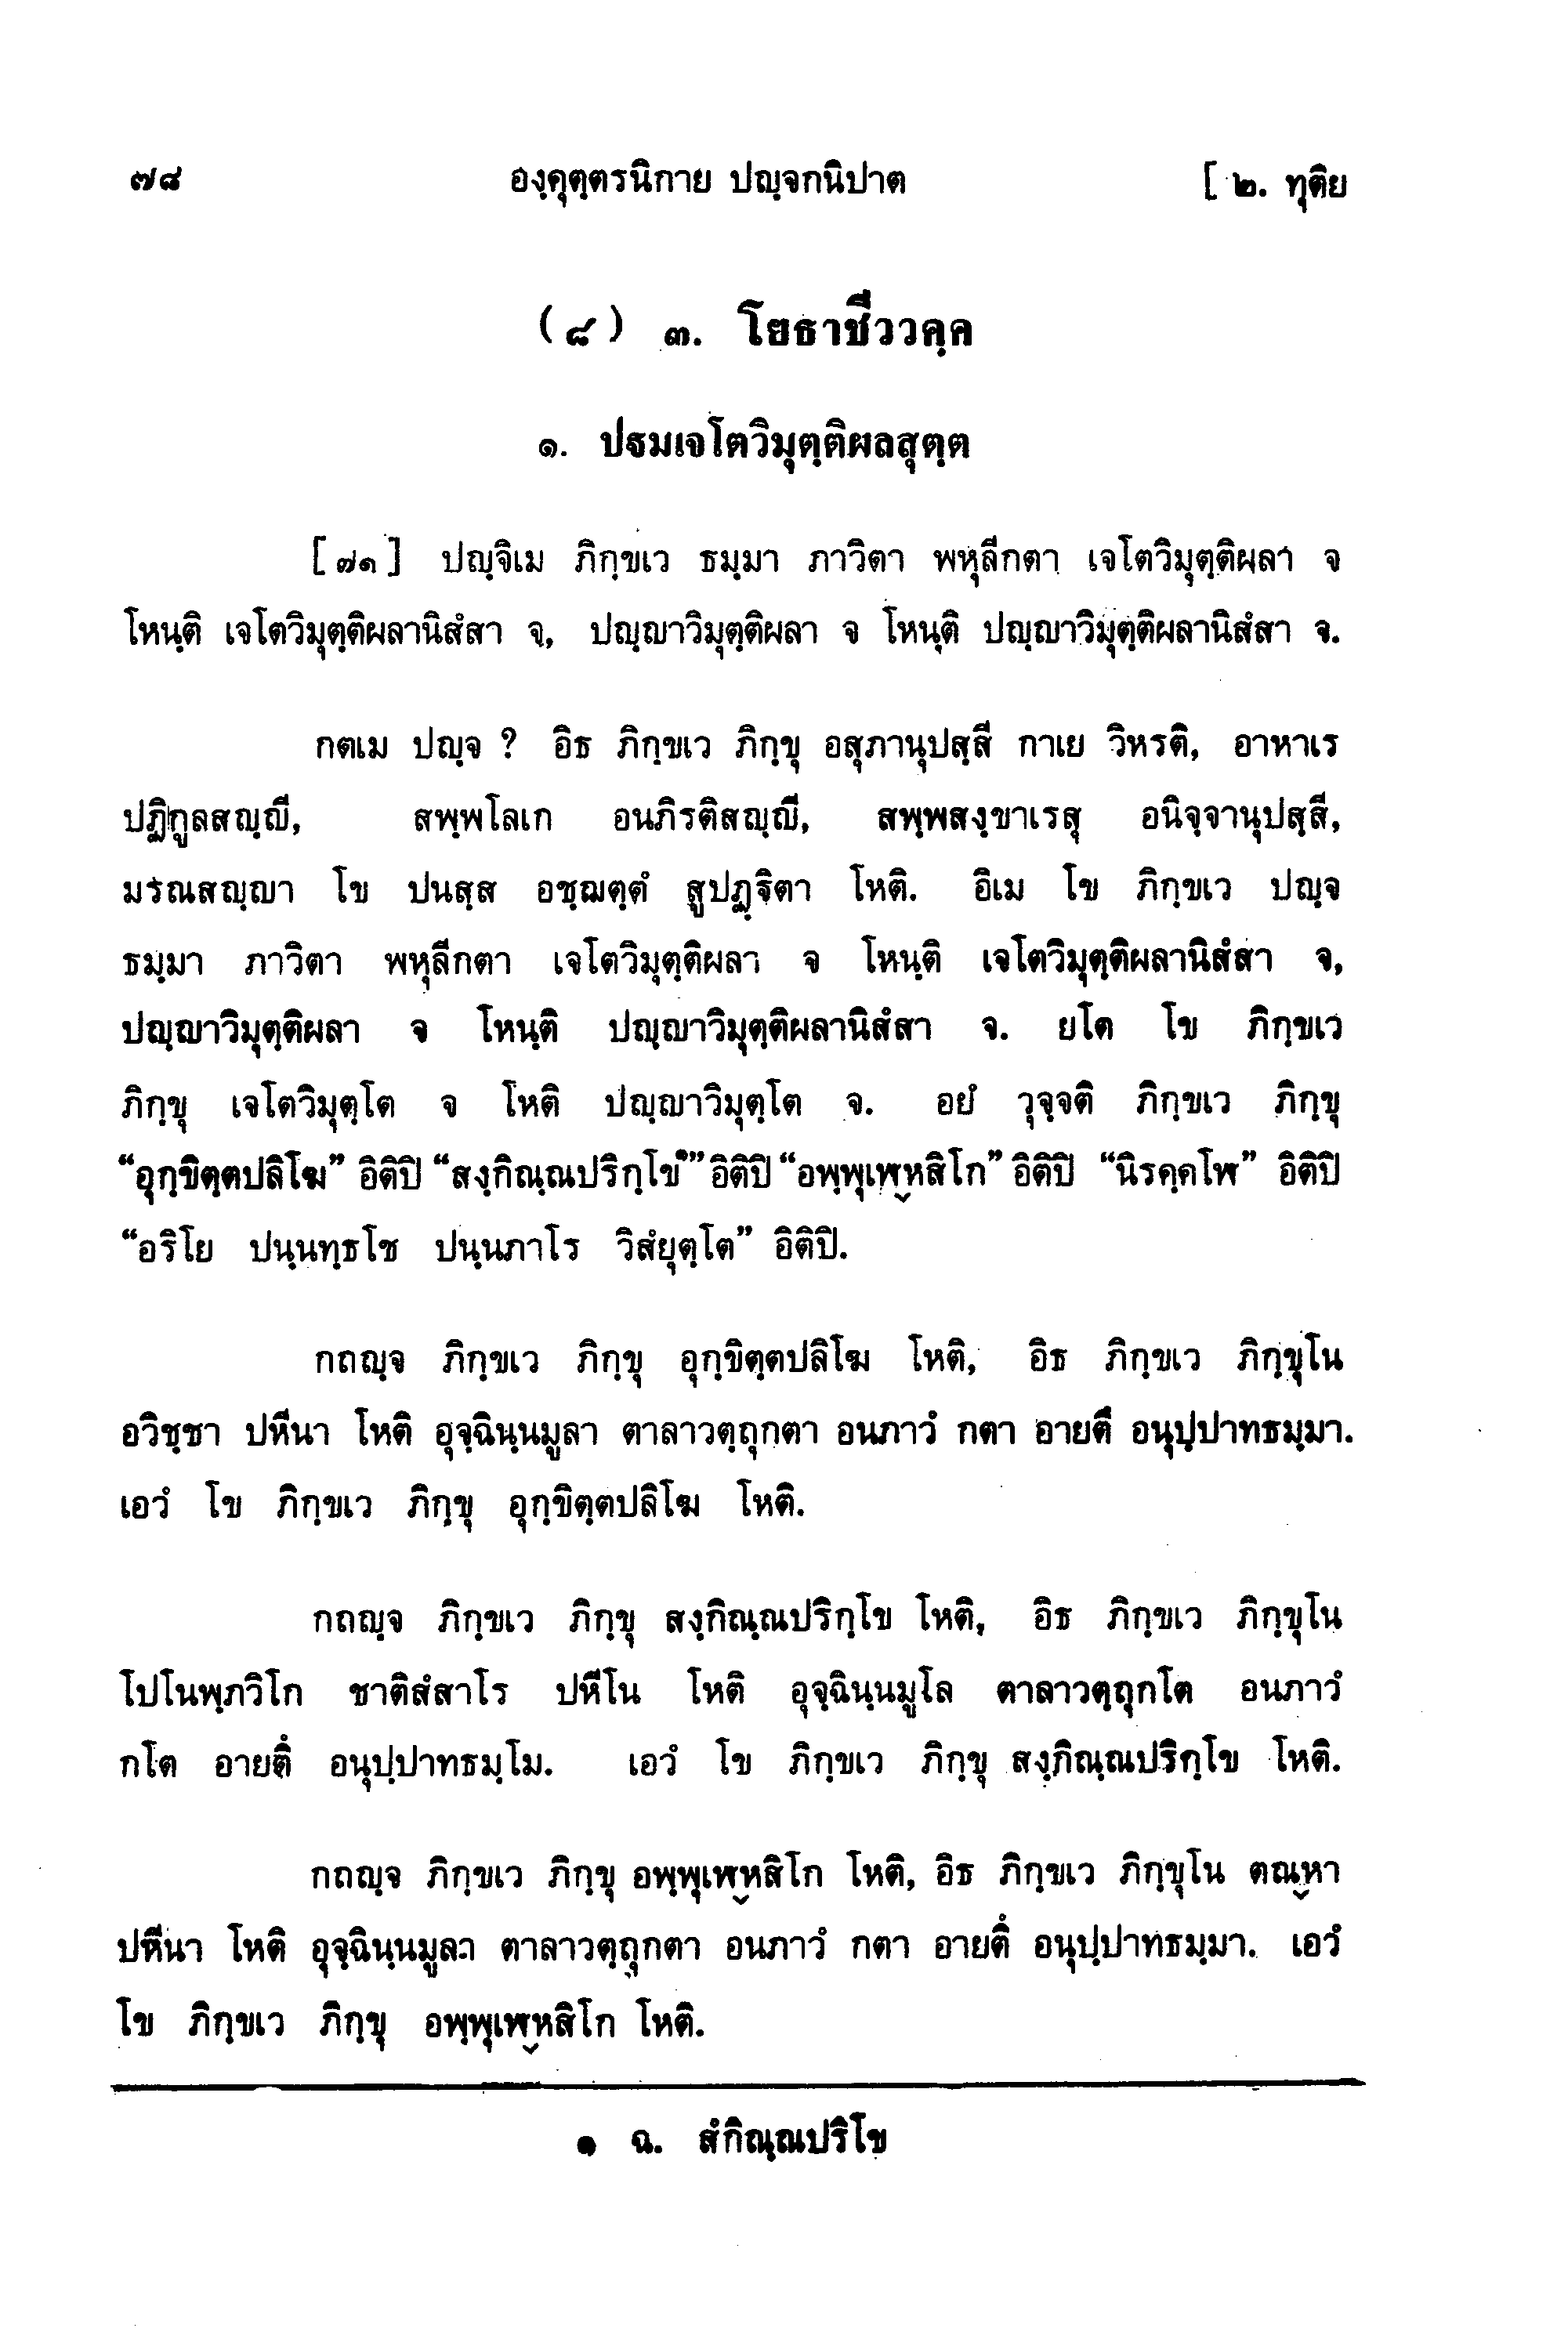 ๗๘ องฺคุตฺตรนิกาย ปญฺจกนิปาต [ ๒. ทุติย
(๘) ๓. โยธาชีววคฺค
๑. ปฐมเจโตวิมุตฺติผลสุตฺต
[๗๑] ปญฺจิเม ภิกฺขเว ธมฺมา ภาวิตา พหุลีกตา เจโตวิมุตฺติผลา จ
โหนฺติ เจโตวิมุตฺติผลานิสํสา จ, ปญฺญาวิมุตฺติผลา จ โหนฺติ ปญฺญาวิมุตฺติผลานิสํสา จ.
กตเม ปญฺจ ? อิธ ภิกฺขเว ภิกฺขุ อสุภานุปสฺสี กาเย วิหรติ, อาหาเร
ปฏิกูลสญฺญี, สพฺพโลเก อนภิรติสญฺญี, สพฺพสงฺขาเรสุ อนิจฺจานุปสฺสี,
มรณสญฺญา โข ปนสฺส อชฺฌตฺตํ สูปฏฺฐิตา โหติ. อิเม โข ภิกฺขเว ปญฺจ
ธมฺมา ภาวิตา พหุลีกตา เจโตวิมุตฺติผลา จ โหนฺติ เจโตวิมุตฺติผลานิสํสา จ,
ปญฺญาวิมุตฺติผลา จ โหนฺติ ปญฺญาวิมุตฺติผลานิสํสา จ. ยโต โข ภิกฺขเว
ภิกฺขุ เจโตวิมุตฺโต จ โหติ ปญฺญาวิมุตฺโต จ. อยํ วุจฺจติ ภิกฺขเว ภิกฺขุ
“อุกฺขิตฺตปลิโฆ” อิติปิ “สงฺกิณฺณปริกฺโข๑” อิติปิ “อพฺพุเฬฺหสิโก” อิติปิ “นิรคฺคโฬ” อิติปิ
“อริโย ปนฺนทฺธโช ปนฺนภาโร วิสํยุตฺโต” อิติปิ.
กถญฺจ ภิกฺขเว ภิกฺขุ อุกฺขิตฺตปลิโฆ โหติ, อิธ ภิกฺขเว ภิกฺขุโน
อวิชฺชา ปหีนา โหติ อุจฺฉินฺนมูลา ตาลาวตฺถุกตา อนภาวํ กตา อายตึ อนุปฺปาทธมฺมา.
เอวํ โข ภิกฺขเว ภิกฺขุ อุกฺขิตฺตปลิโฆ โหติ.
กถญฺจ ภิกฺขเว ภิกฺขุ สงฺกิณฺณปริกฺโข โหติ, อิธ ภิกฺขเว ภิกฺขุโน
โปโนพฺภวิโก ชาติสํสาโร ปหีโน โหติ อุจฺฉินฺนมูโล ตาลาวตฺถุกโต อนภาวํ
กโต อายตึ อนุปฺปาทธมฺโม. เอวํ โข ภิกฺขเว ภิกฺขุ สงฺกิณฺณปริกฺโข โหติ.
กถญฺจ ภิกฺขเว ภิกฺขุ อพฺพุเฬฺหสิโก โหติ, อิธ ภิกฺขเว ภิกฺขุโน ตณฺหา
ปหีนา โหติ อุจฺฉินฺนมูลา ตาลาวตฺถุกตา อนภาวํ กตา อายตึ อนุปฺปาทธมฺมา. เอวํ
โข ภิกฺขเว ภิกฺขุ อพฺพุเฬฺหสิโก โหติ.
๑ ฉ. สํกิณฺณปริโข